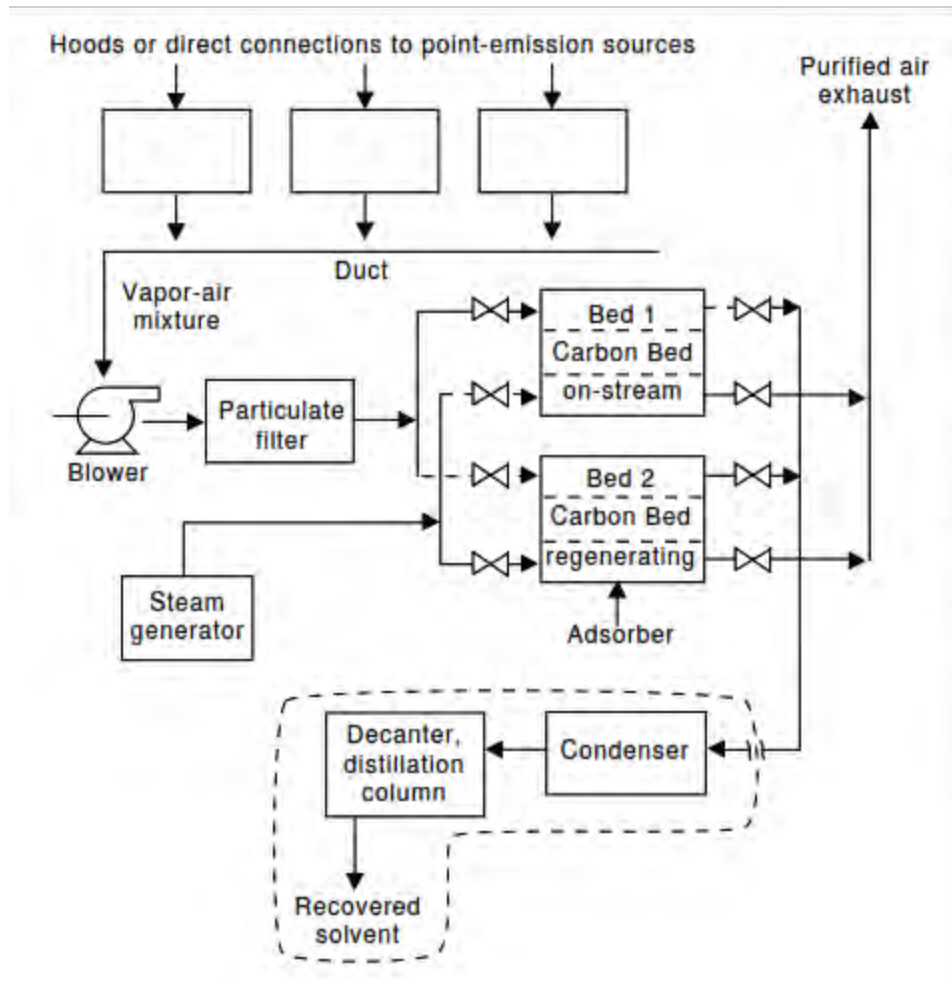 Hoods or direct connections to point-emission sources
Purified air
exhaust
Duct
Vapor-air
mixture
Bed 1
Carbon Bed
on-stream
Particulate
filter
Blower
Bed 2
Carbon Bed
regenerating
Steam
generator
Adsorber
Decanter,
distillation
column
Condenser
Recovered
solvent